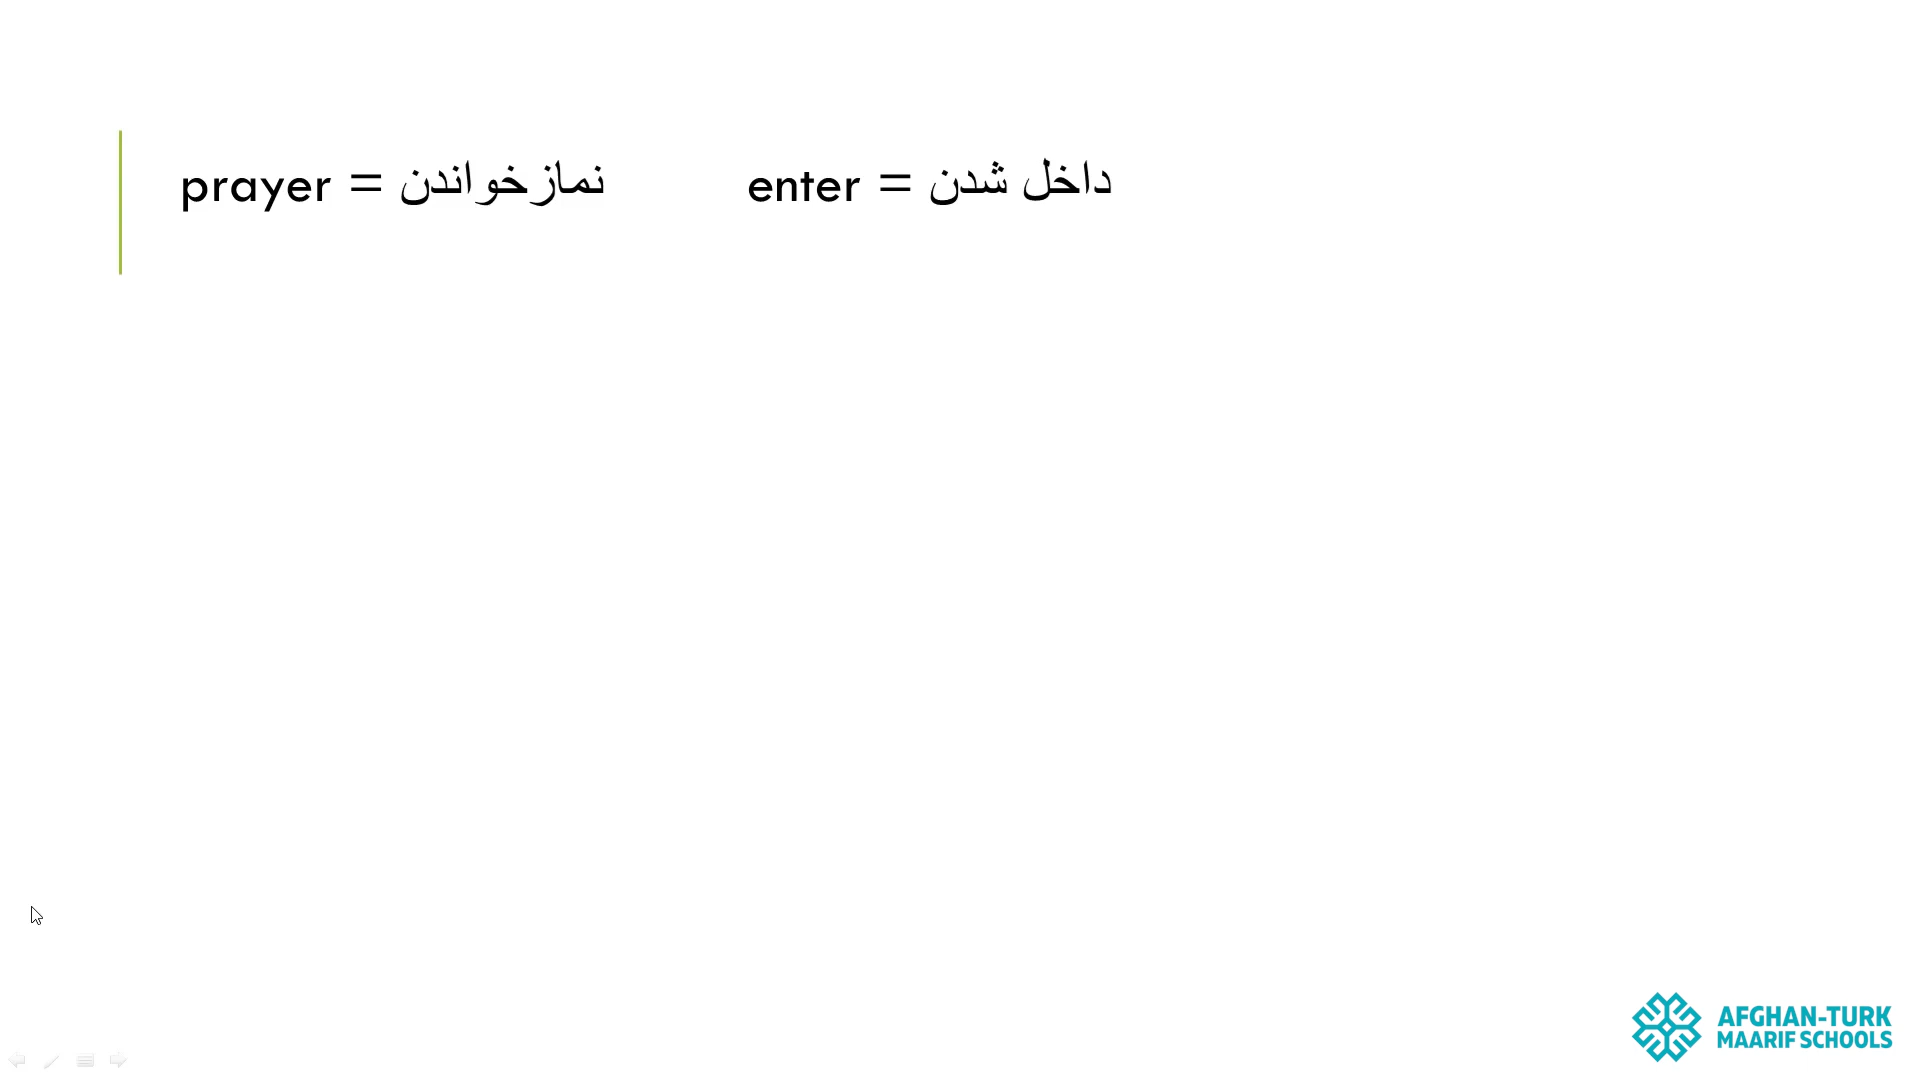 prayer = نمازخواندن enter = داخل شدن
AFGHAN-TURK
MAARIF SCHOOLS